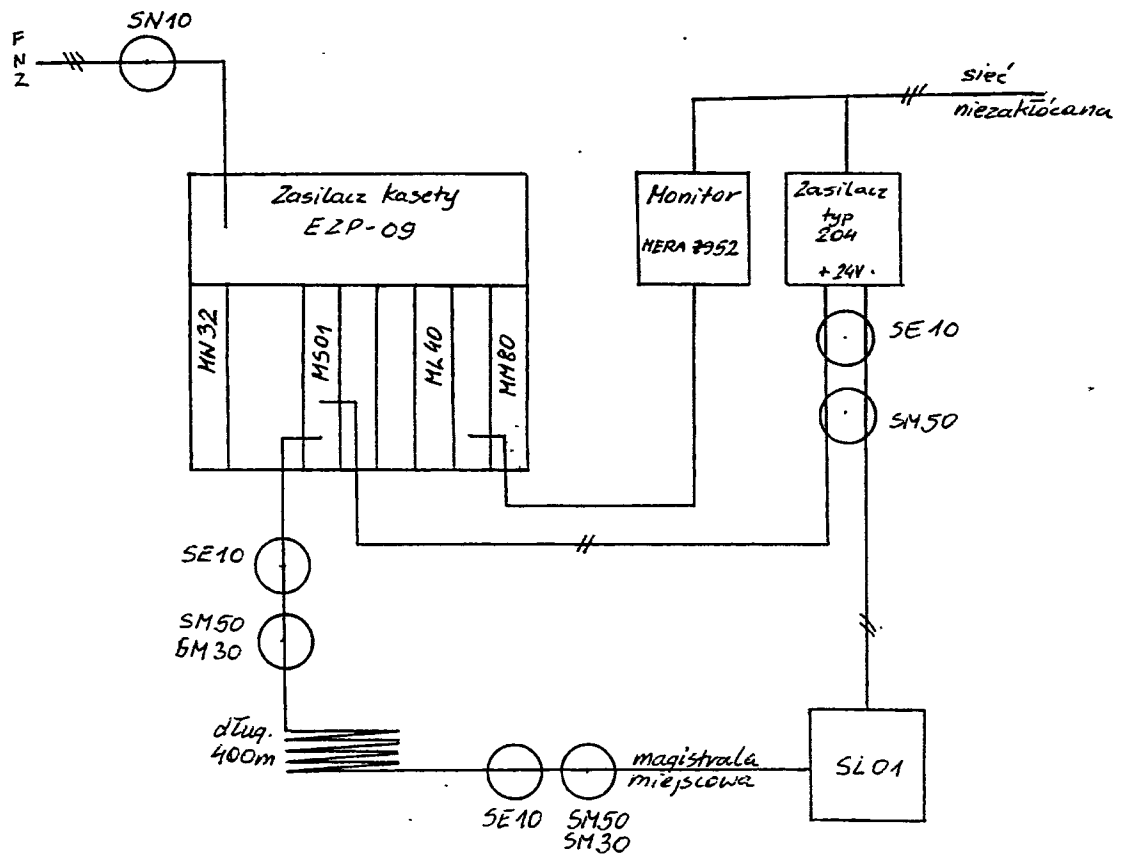 SN10
F
N
Z
sieć
niezakłócana
Zasilacz kasety
EZP-09
Monitor
MERA 7952
Zasilacz
typ
204
+ 24V -
MN32
MS01
ML40
MM80
SE10
SM50
SE10
SM50
SM30
dług.
400m
magistrala
miejscowa
SL01
SE10
SM50
SM30